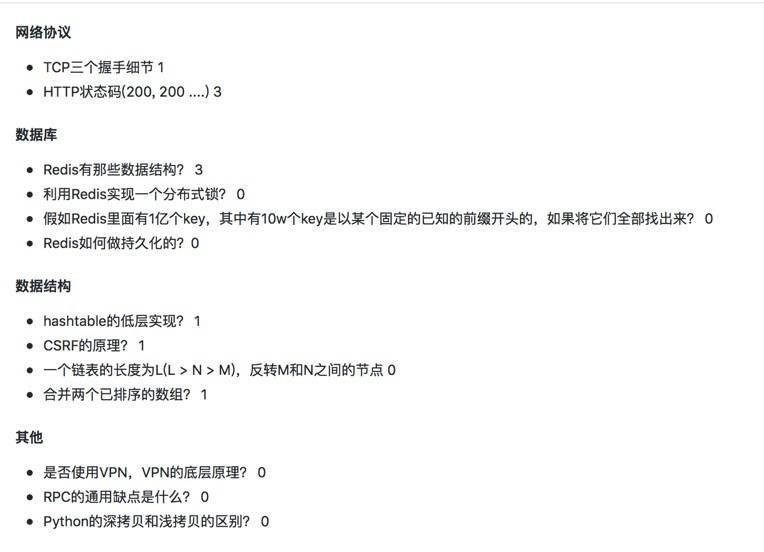 网络协议
TCP三个握手细节 1
HTTP状态码(200, 200 ....) 3
数据库
Redis有那些数据结构？ 3
利用Redis实现一个分布式锁？ 0
假如Redis里面有1亿个key，其中有10w个key是以某个固定的已知的前缀开头的，如果将它们全部找出来？ 0
Redis如何做持久化的？0
数据结构
hashtable的低层实现？ 1
CSRF的原理？ 1
一个链表的长度为L(L > N > M)，反转M和N之间的节点 0
合并两个已排序的数组？ 1
其他
是否使用VPN，VPN的底层原理？ 0
RPC的通用缺点是什么？ 0
Python的深拷贝和浅拷贝的区别？ 0